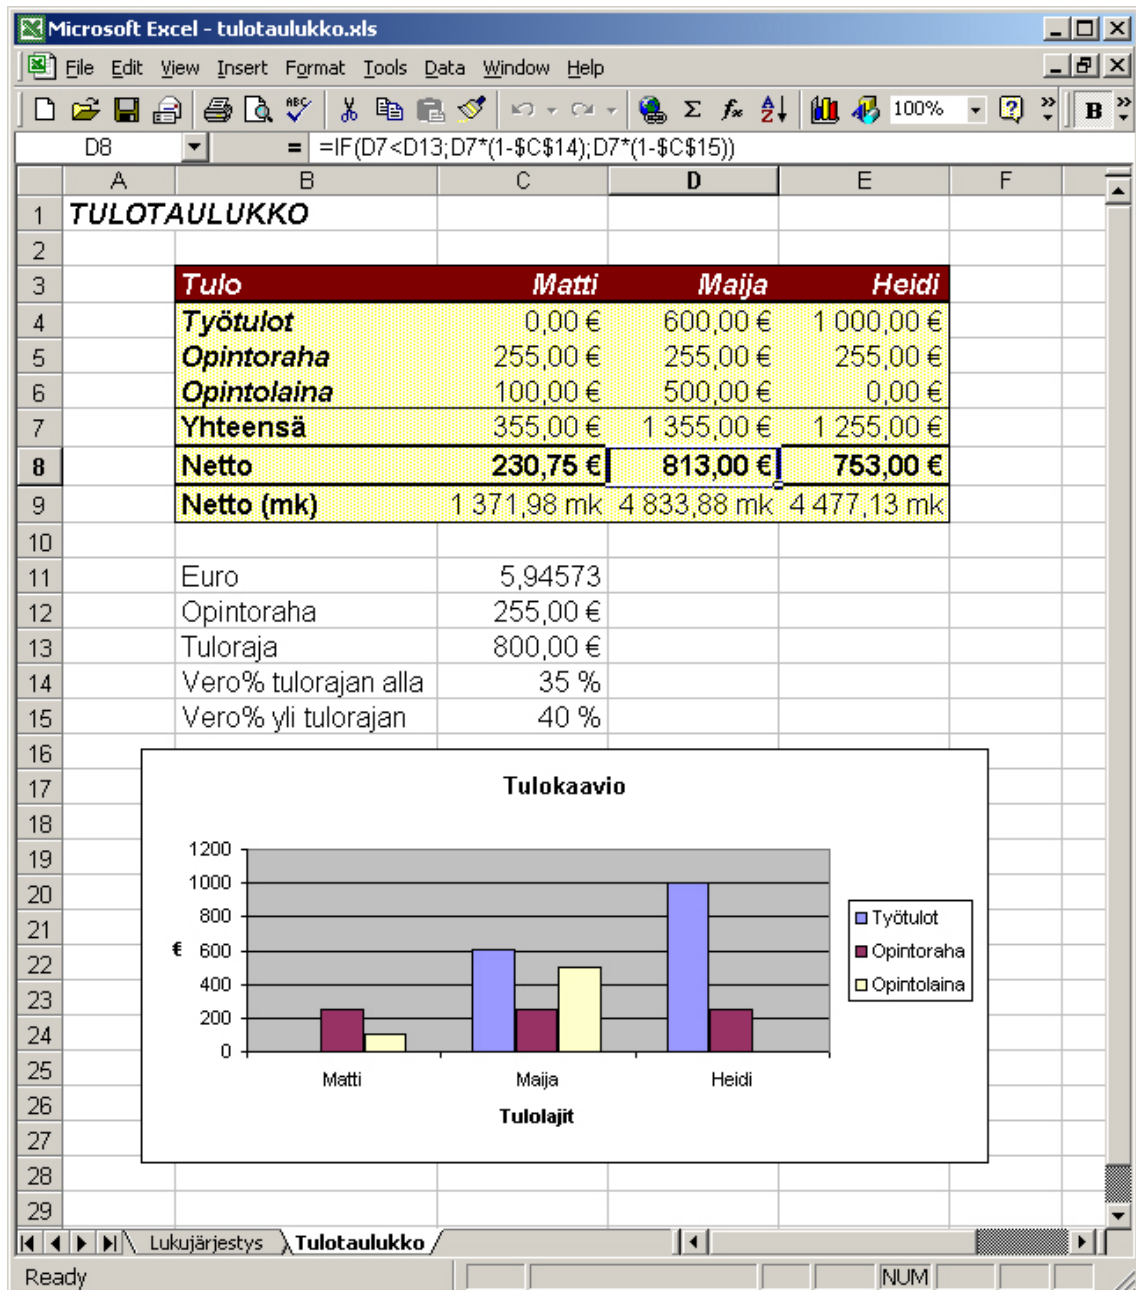 Microsoft Excel - tulotaulukko.xls
File Edit View Insert Format Tools Data Window Help
100%
B
D8 = =IF(D7<D13;D7*(1-$C$14);D7*(1-$C$15))
A B C D E F
1 TULOTAULUKKO
2
3 Tulo Matti Maija Heidi
4 Työtulot 0,00 € 600,00 € 1 000,00 €
5 Opintoraha 255,00 € 255,00 € 255,00 €
6 Opintolaina 100,00 € 500,00 € 0,00 €
7 Yhteensä 355,00 € 1 355,00 € 1 255,00 €
8 Netto 230,75 € 813,00 € 753,00 €
9 Netto (mk) 1 371,98 mk 4 833,88 mk 4 477,13 mk
10
11 Euro 5,94573
12 Opintoraha 255,00 €
13 Tuloraja 800,00 €
14 Vero% tulorajan alla 35 %
15 Vero% yli tulorajan 40 %
16
17
18
19
20
21
22
23
24
25
26
27
28
29
Tulokaavio
1200
1000
800
€ 600
400
200
0
Matti Maija Heidi
Tulolajit
Työtulot
Opintoraha
Opintolaina
Lukujärjestys Tulotaulukko
Ready NUM